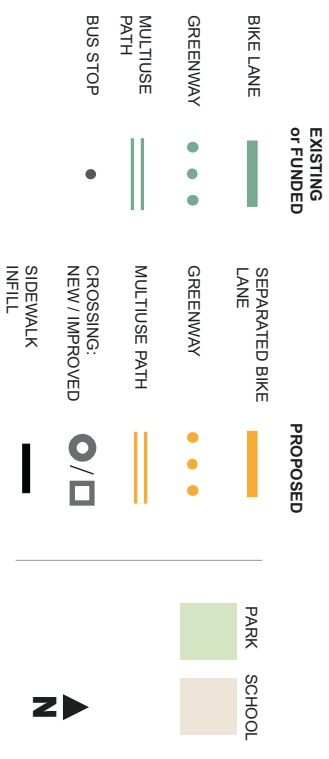 EXISTING
or FUNDED
BIKE LANE
GREENWAY
MULTIUSE
PATH
BUS STOP
PROPOSED
SEPARATED BIKE
LANE
GREENWAY
MULTIUSE PATH
CROSSING:
NEW / IMPROVED
/
SIDEWALK
INFILL
PARK
SCHOOL
N